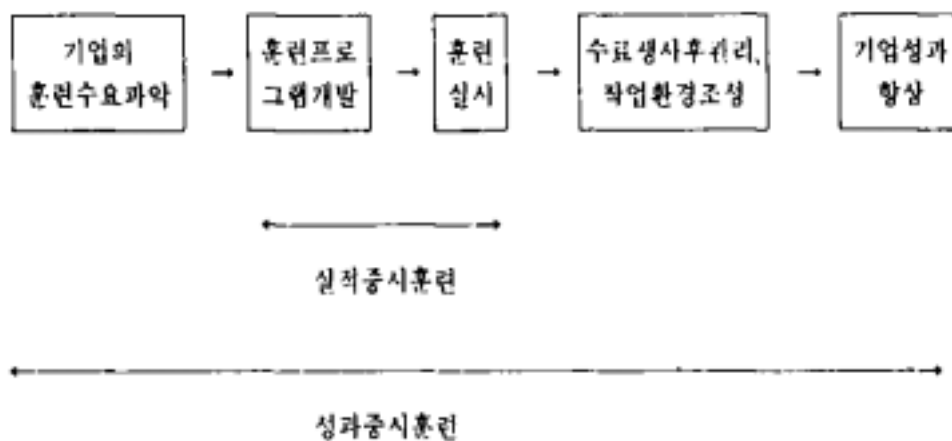 기업의
훈련수요파악
→
훈련프로
그램개발
→
훈련
실시
→
수료생사후관리,
작업환경조성
→
기업성과
향상
실적중시훈련
성과중시훈련